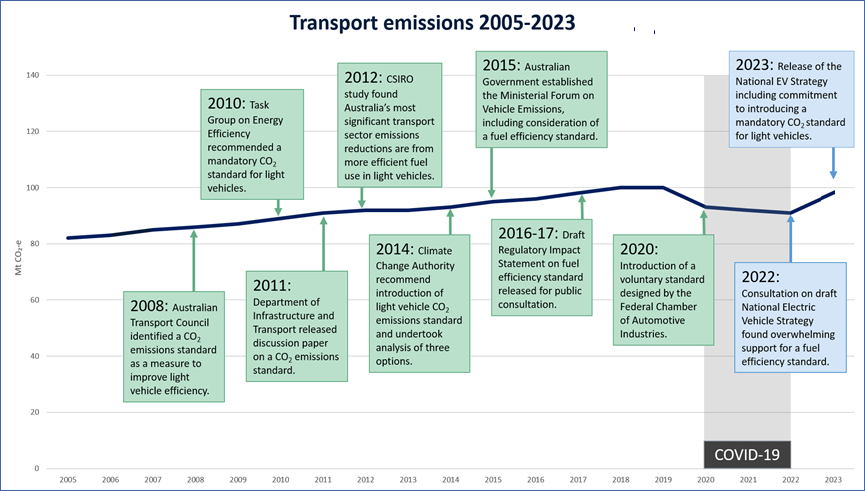 Transport emissions 2005-2023
2010: Task
Group on Energy
Efficiency
recommended a
mandatory CO2
standard for light
vehicles.
2012: CSIRO
study found
Australia's most
significant transport
sector emissions
reductions are from
more efficient fuel
use in light vehicles.
2015: Australian
Government established
the Ministerial Forum on
Vehicle Emissions,
including consideration of
a fuel efficiency standard.
2023: Release of the
National EV Strategy
including commitment
to introducing a
mandatory CO2 standard
for light vehicles.
2008: Australian
Transport Council
identified a CO2
emissions standard
as a measure to
improve light
vehicle efficiency.
2011:
Department of
Infrastructure and
Transport released
discussion paper
on a CO2 emissions
standard.
2014: Climate
Change Authority
recommend
introduction of
light vehicle CO2
emissions standard
and undertook
analysis of three
options.
2016-17: Draft
Regulatory Impact
Statement on fuel
efficiency standard
released for public
consultation.
2020:
Introduction of a
voluntary standard
designed by the
Federal Chamber
of Automotive
Industries.
2022:
Consultation on draft
National Electric
Vehicle Strategy
found overwhelming
support for a fuel
efficiency standard.
COVID-19
Mt CO2-e
140
120
100
80
60
40
20
0
2005 2006 2007 2008 2009 2010 2011 2012 2013 2014 2015 2016 2017 2018 2019 2020 2021 2022 2023